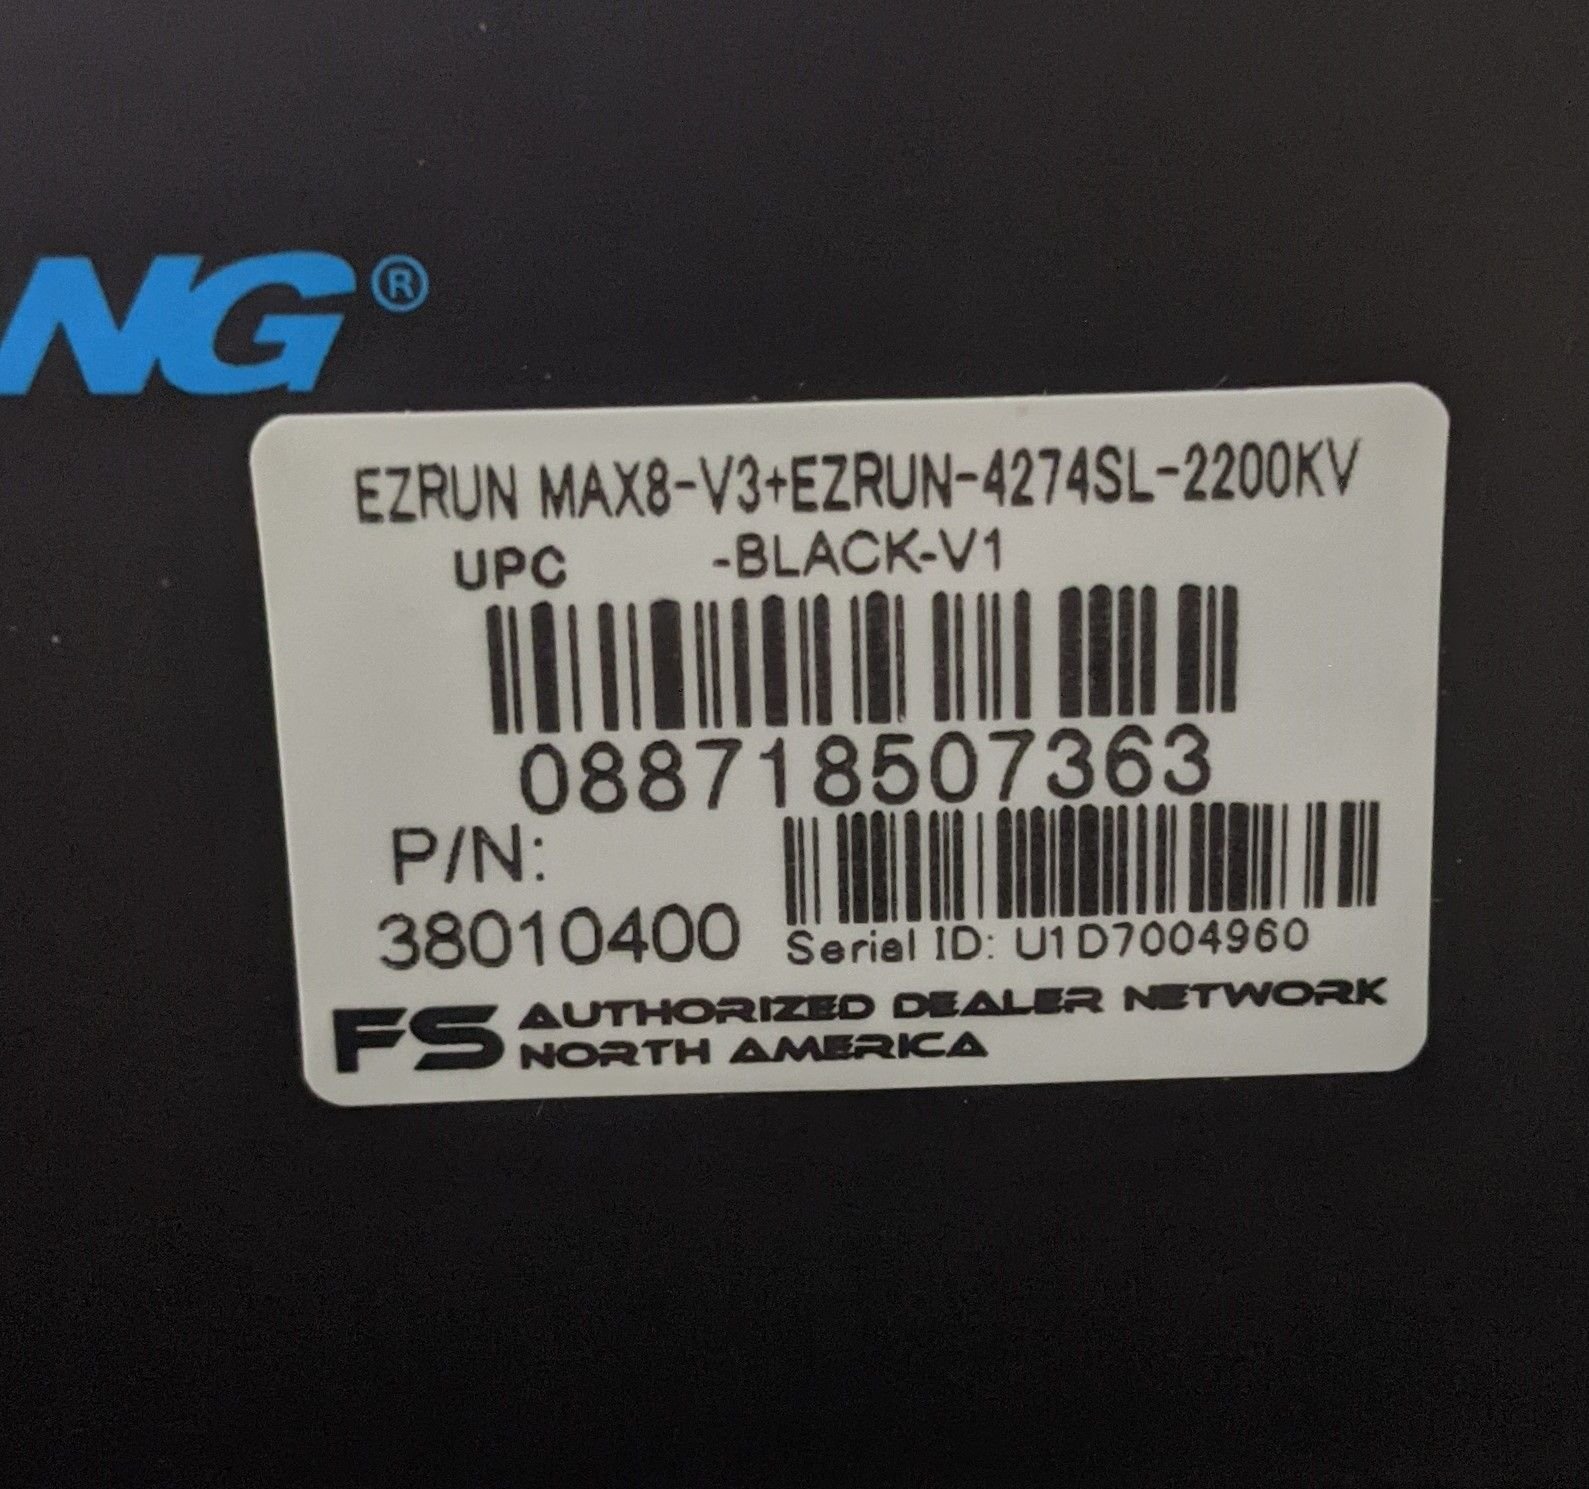 NG®
EZRUN MAX8-V3+EZRUN-4274SL-2200KV
UPC -BLACK-V1
088718507363
P/N:
38010400
Serial ID: U1D7004960
FS AUTHORIZED DEALER NETWORK
NORTH AMERICA